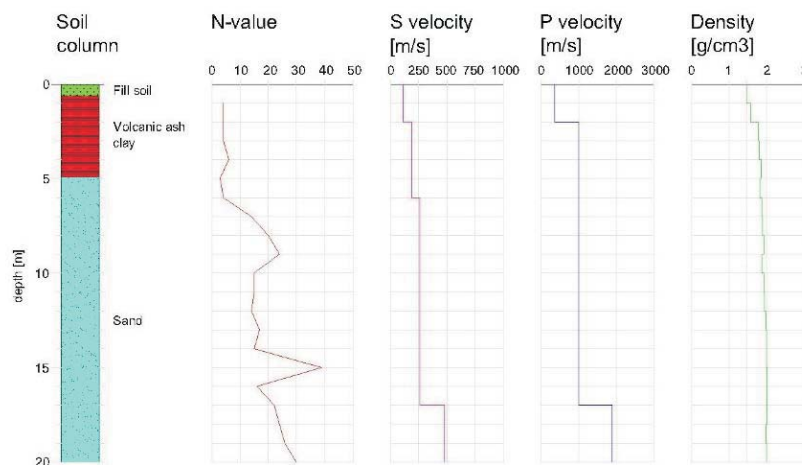 Soil
column
N-value
S velocity
[m/s]
P velocity
[m/s]
Density
[g/cm3]
0 10 20 30 40 50
0 250 500 750 1000
0 1000 2000 3000
0 1 2 3
0
Fill soil
Volcanic ash
clay
5
depth [m]
10
Sand
15
20